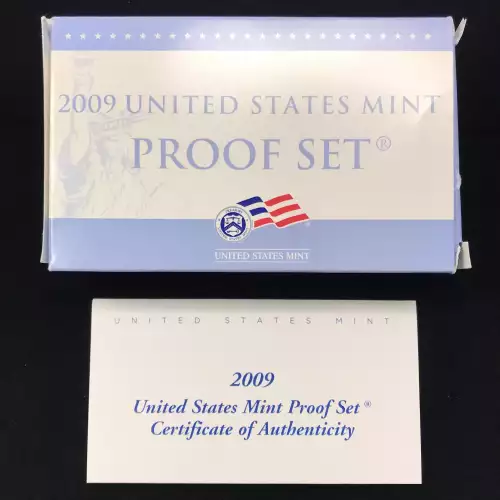 2009 UNITED STATES MINT
PROOF SET®
UNITED STATES MINT
UNITED STATES MINT
2009
United States Mint Proof Set®
Certificate of Authenticity